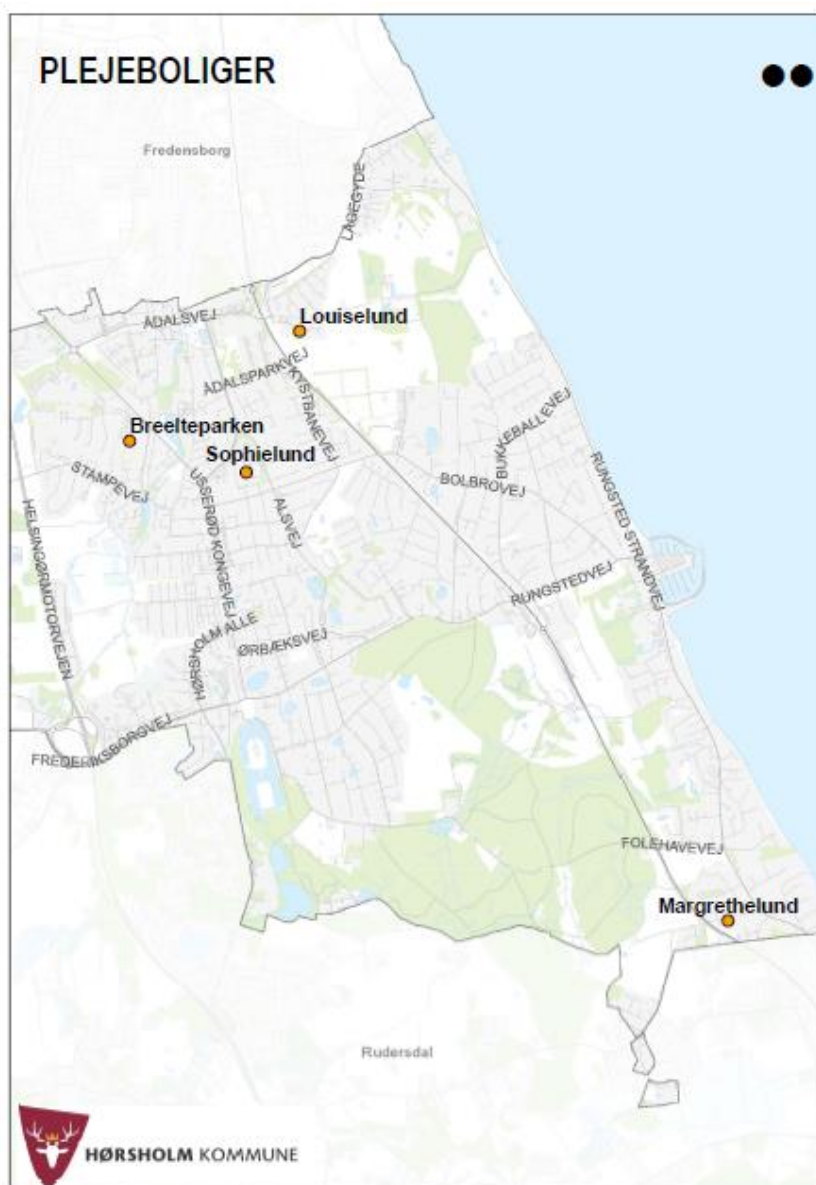 PLEJEBOLIGER
Fredensborg
LÅGEGYDE
Louiselund
ÅDALSVEJ
ÅDALSPARKVEJ
KYSTBANEVEJ
BUKKEBALLEVEJ
Breelteparken
Sophielund
STAMPEVEJ
USSERØD KONGEVEJ
BOLBROVEJ
RUNGSTED STRANDVEJ
ALSVEJ
HELSINGØRMOTORVEJEN
RUNGSTEDVEJ
HØRSHOLM ALLE
ØRBÆKSVEJ
FREDERIKSBORGVEJ
FOLEHAVEVEJ
Margrethelund
Rudersdal
HØRSHOLM KOMMUNE